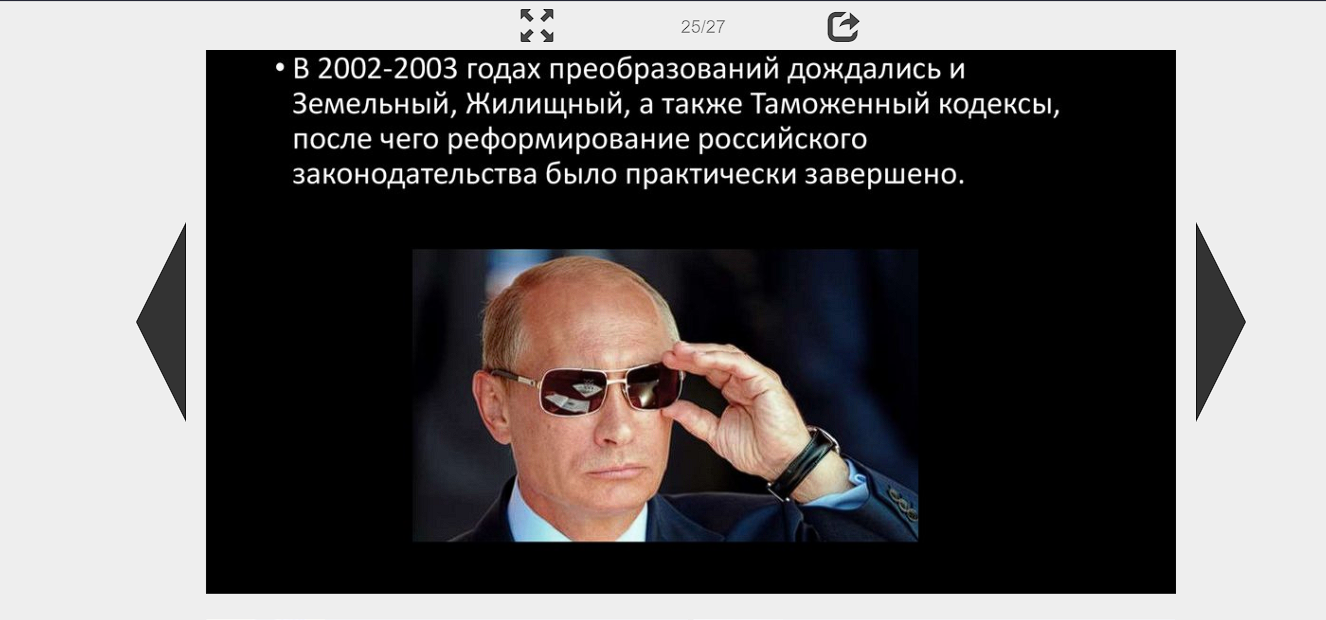 25/27
• В 2002-2003 годах преобразований дождались и
Земельный, Жилищный, а также Таможенный кодексы,
после чего реформирование российского
законодательства было практически завершено.